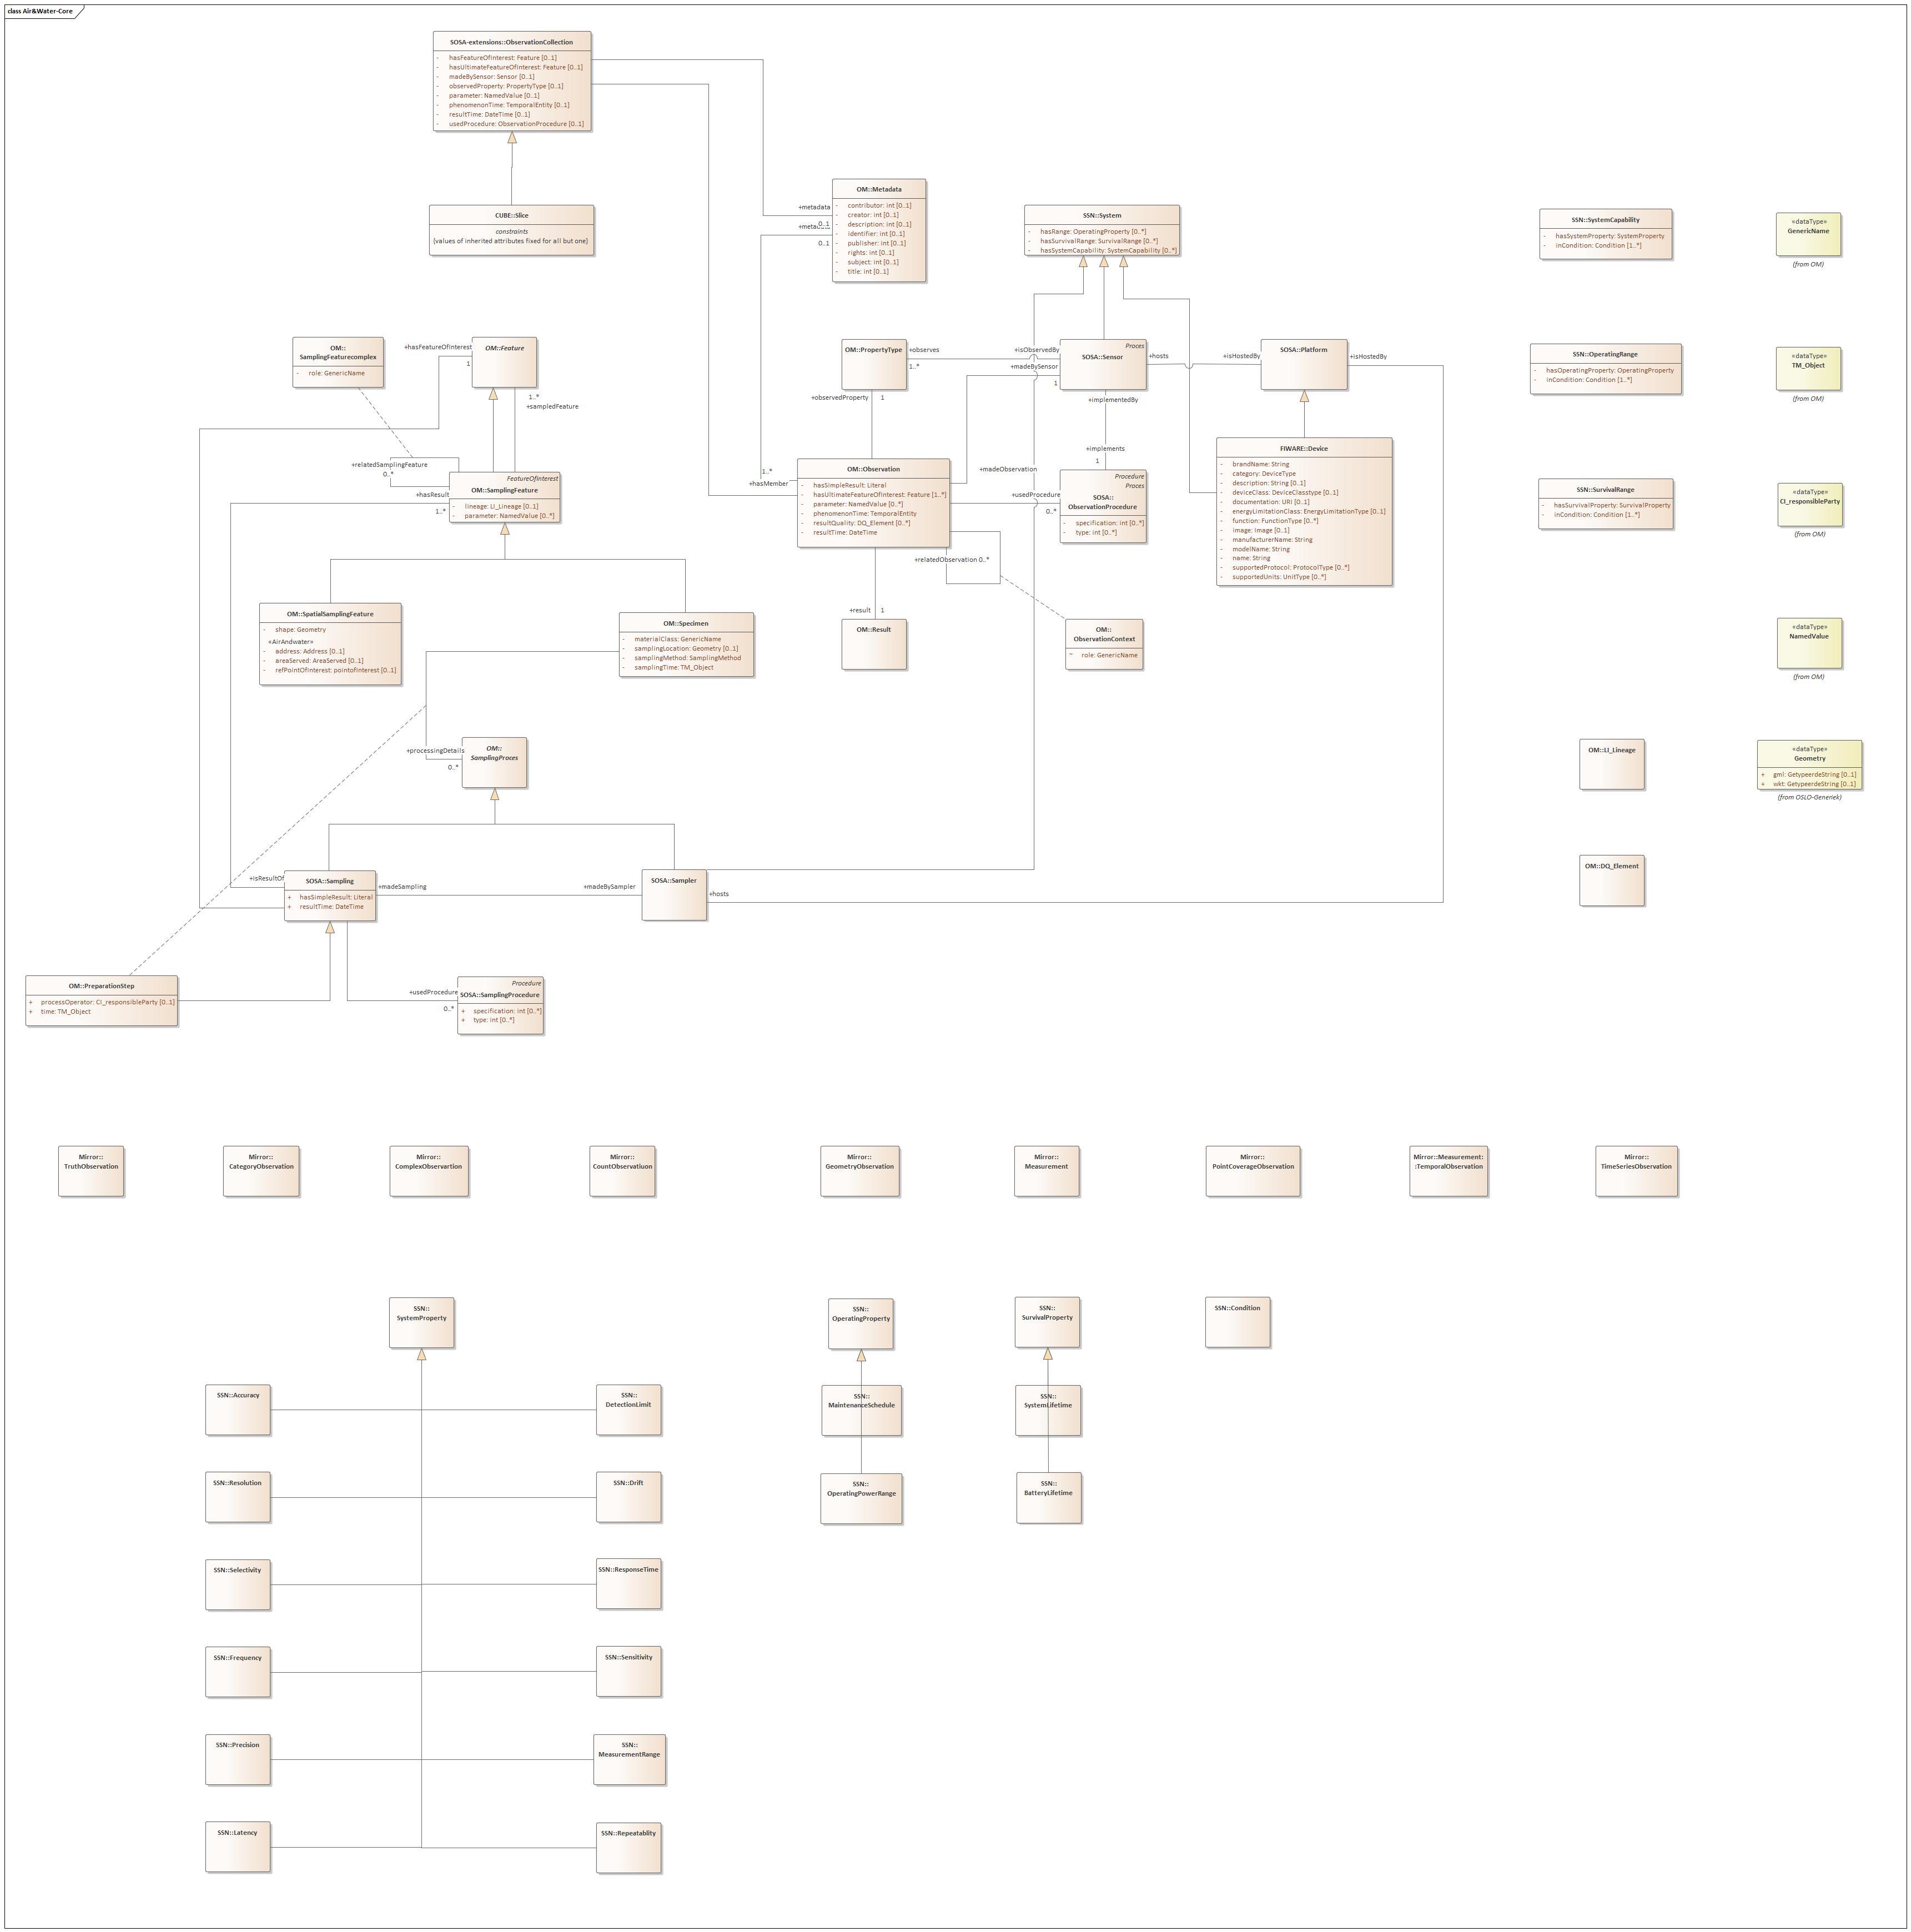 class Air&Water-Core
SOSA-extensions::ObservationCollection
- hasFeatureOfInterest: Feature [0..1]
- hasUltimateFeatureOfInterest: Feature [0..1]
- madeBySensor: Sensor [0..1]
- observedProperty: PropertyType [0..1]
- parameter: NamedValue [0..1]
- phenomenonTime: TemporalEntity [0..1]
- resultTime: DateTime [0..1]
- usedProcedure: ObservationProcedure [0..1]
CUBE::Slice
constraints
{values of inherited attributes fixed for all but one}
OM::Metadata
- contributor: int [0..1]
- creator: int [0..1]
- description: int [0..1]
- identifier: int [0..1]
- publisher: int [0..1]
- rights: int [0..1]
- subject: int [0..1]
- title: int [0..1]
+metadata
0..1
+metadata
0..1
SSN::System
- hasRange: OperatingProperty [0..*]
- hasSurvivalRange: SurvivalRange [0..*]
- hasSystemCapability: SystemCapability [0..*]
SSN::SystemCapability
- hasSystemProperty: SystemProperty
- inCondition: Condition [1..*]
«dataType»
GenericName
(from OM)
OM::
SamplingFeaturecomplex
- role: GenericName
+hasFeatureOfInterest
1
OM::Feature
1..*
+sampledFeature
OM::PropertyType
+observes
1..*
+isObservedBy
+madeBySensor
1
Proces
SOSA::Sensor
+hosts
+isHostedBy
SOSA::Platform
+isHostedBy
SSN::OperatingRange
- hasOperatingProperty: OperatingProperty
- inCondition: Condition [1..*]
«dataType»
TM_Object
(from OM)
+observedProperty
1
+implementedBy
+implements
1
+relatedSamplingFeature
0..*
+hasResult
1..*
FeatureOfInterest
OM::SamplingFeature
- lineage: LI_Lineage [0..1]
- parameter: NamedValue [0..*]
1..*
+hasMember
OM::Observation
- hasSimpleResult: Literal
- hasUltimateFeatureOfInterest: Feature [1..*]
- parameter: NamedValue [0..*]
- phenomenonTime: TemporalEntity
- resultQuality: DQ_Element [0..*]
- resultTime: DateTime
+madeObservation
+usedProcedure
0..*
Procedure
Proces
SOSA::
ObservationProcedure
- specification: int [0..*]
- type: int [0..*]
FIWARE::Device
- brandName: String
- category: DeviceType
- description: String [0..1]
- deviceClass: DeviceClasstype [0..1]
- documentation: URI [0..1]
- energyLimitationClass: EnergyLimitationType [0..1]
- function: FunctionType [0..*]
- image: Image [0..1]
- manufacturerName: String
- modelName: String
- name: String
- supportedProtocol: ProtocolType [0..*]
- supportedUnits: UnitType [0..*]
SSN::SurvivalRange
- hasSurvivalProperty: SurvivalProperty
- inCondition: Condition [1..*]
«dataType»
CI_responsibleParty
(from OM)
+relatedObservation 0..*
+result 1
OM::Result
OM::
ObservationContext
- role: GenericName
OM::SpatialSamplingFeature
- shape: Geometry
«AirAndwater»
- address: Address [0..1]
- areaServed: AreaServed [0..1]
- refPointOfInterest: pointofInterest [0..1]
OM::Specimen
- materialClass: GenericName
- samplingLocation: Geometry [0..1]
- samplingMethod: SamplingMethod
- samplingTime: TM_Object
«dataType»
NamedValue
(from OM)
+processingDetails
0..*
OM::
SamplingProces
OM::LI_Lineage
«dataType»
Geometry
+ gml: GetypeerdeString [0..1]
+ wkt: GetypeerdeString [0..1]
(from OSLO-Generiek)
+isResultOf
SOSA::Sampling
+ hasSimpleResult: Literal
+ resultTime: DateTime
+madeSampling
+madeBySampler
SOSA::Sampler
+hosts
OM::DQ_Element
OM::PreparationStep
+ processOperator: CI_responsibleParty [0..1]
+ time: TM_Object
+usedProcedure
0..*
Procedure
SOSA::SamplingProcedure
+ specification: int [0..*]
+ type: int [0..*]
Mirror::
TruthObservation
Mirror::
CategoryObservation
Mirror::
ComplexObservartion
Mirror::
CountObservatiuon
Mirror::
GeometryObservation
Mirror::
Measurement
Mirror::
PointCoverageObservation
Mirror::Measurement:
:TemporalObservation
Mirror::
TimeSeriesObservation
SSN::
SystemProperty
SSN::
OperatingProperty
SSN::
SurvivalProperty
SSN::Condition
SSN::Accuracy
SSN::
DetectionLimit
SSN::
MaintenanceSchedule
SSN::
SystemLifetime
SSN::Resolution
SSN::Drift
SSN::
OperatingPowerRange
SSN::
BatteryLifetime
SSN::Selectivity
SSN::ResponseTime
SSN::Frequency
SSN::Sensitivity
SSN::Precision
SSN::
MeasurementRange
SSN::Latency
SSN::Repeatablity